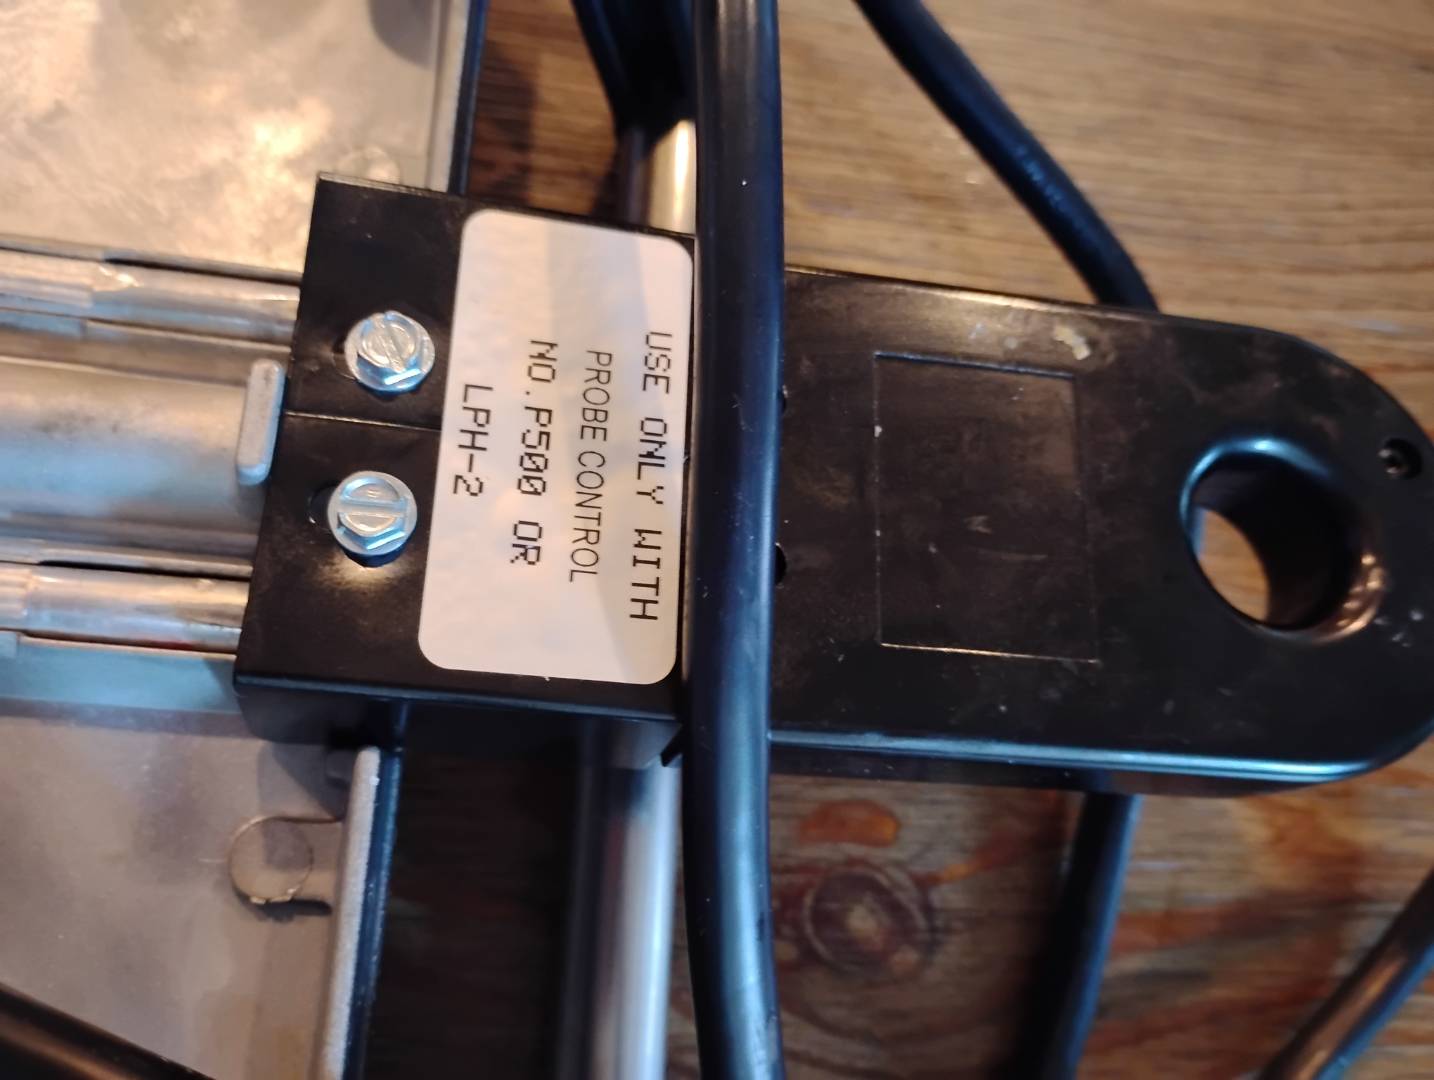 USE ONLY WITH
PROBE CONTROL
NO.P500 OR
LPH-2